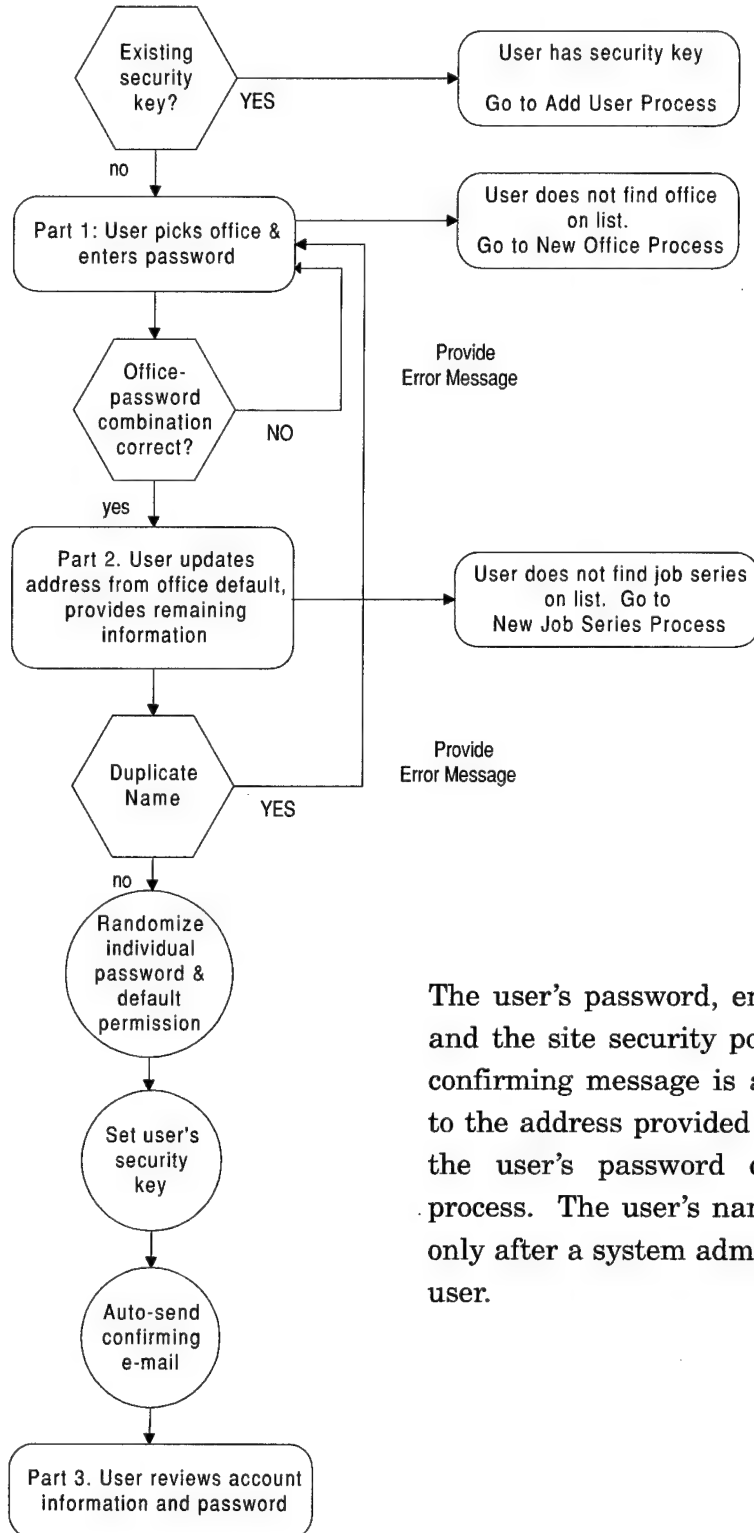 Existing
security
key?
YES
User has security key
Go to Add User Process
no
Part 1: User picks office &
enters password
User does not find office
on list.
Go to New Office Process
Office-
password
combination
correct?
NO
Provide
Error Message
yes
Part 2. User updates
address from office default,
provides remaining
information
User does not find job series
on list. Go to
New Job Series Process
Duplicate
Name
YES
Provide
Error Message
no
Randomize
individual
password &
default
permission
Set user's
security
key
Auto-send
confirming
e-mail
Part 3. User reviews account
information and password
The user's password,
and the site security
confirming message is
to the address provided
the user's password
process. The user's
only after a system
user.